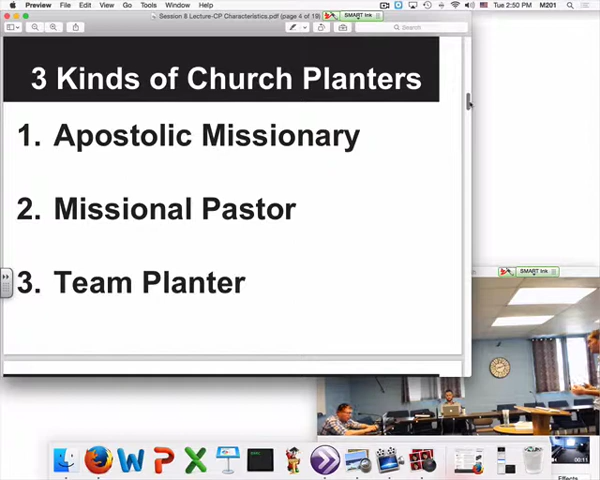 Preview File Edit View Go Tools Window Help
Tue 2:50 PM M201
Session 8 Lecture-CP Characteristics.pdf (page 4 of 19)
SMART Ink
Search
3 Kinds of Church Planters
1. Apostolic Missionary
2. Missional Pastor
3. Team Planter
SMART Ink
00:11
Effects